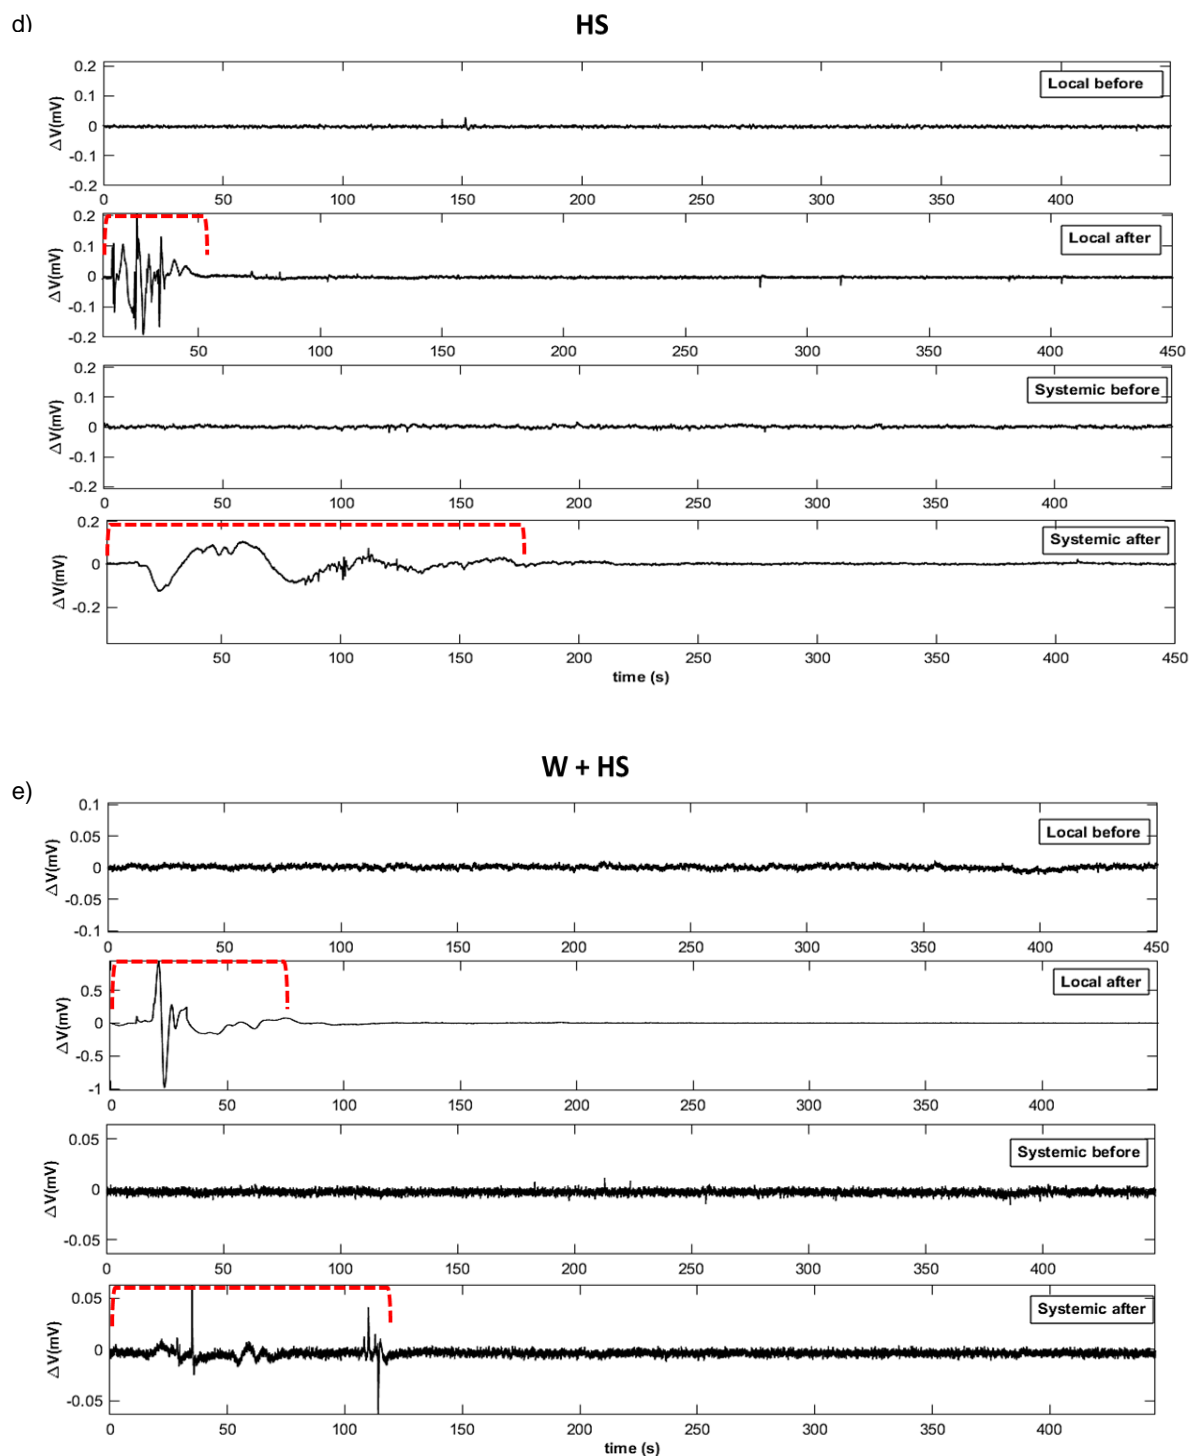 d)
HS
0.2
0.1
0
-0.1
-0.2
ΔV(mV)
Local before
0 50 100 150 200 250 300 350 400
0.2
0.1
0
-0.1
-0.2
ΔV(mV)
Local after
50 100 150 200 250 300 350 400 450
0.2
0.1
0
-0.1
-0.2
ΔV(mV)
Systemic before
0 50 100 150 200 250 300 350 400 450
0.2
0
-0.2
ΔV(mV)
Systemic after
50 100 150 200 250 300 350 400 450
time (s)
W + HS
e)
0.1
0.05
0
-0.05
-0.1
ΔV(mV)
Local before
0 50 100 150 200 250 300 350 400 450
0.5
0
-0.5
-1
ΔV(mV)
Local after
0 50 100 150 200 250 300 350 400
0.05
0
-0.05
ΔV(mV)
Systemic before
0 50 100 150 200 250 300 350 400
0.05
0
-0.05
ΔV(mV)
Systemic after
0 50 100 150 200 250 300 350 400
time (s)